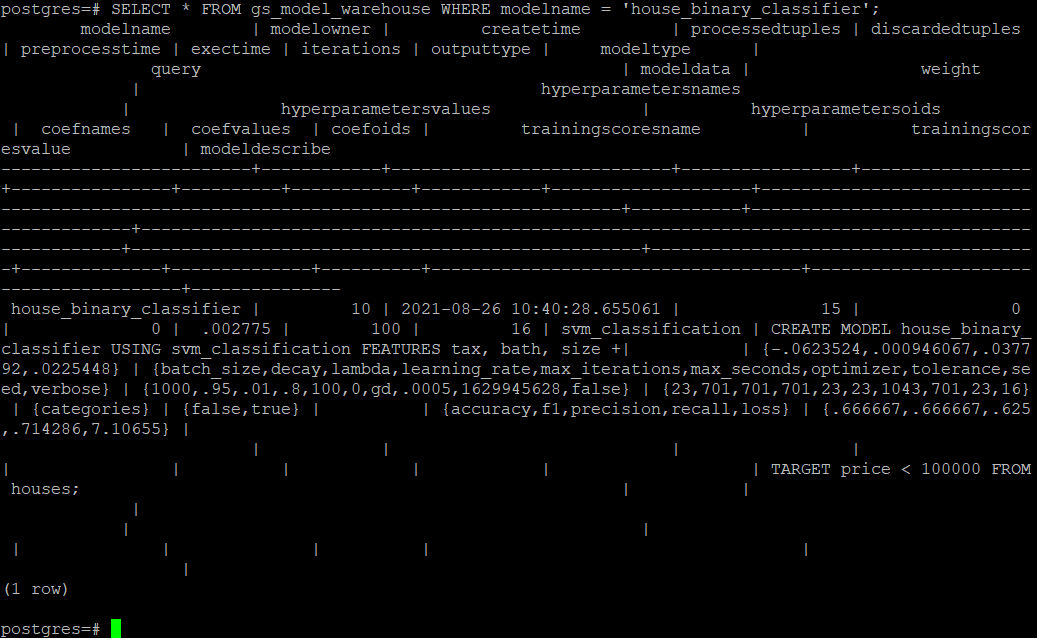 postgres=# SELECT * FROM gs_model_warehouse WHERE modelname = 'house_binary_classifier';
        modelname        | modelowner |         createtime         | processedtuples | discardedtuples
| preprocesstime | exectime | iterations | outputtype |     modeltype      |
               query                                          | modeldata |                 weight
             |                                        hyperparametersnames
            |               hyperparametersvalues               |          hyperparametersoids
 |  coefnames   |  coefvalues  | coefoids |         trainingscoresname          |          trainingscor
esvalue           | modeldescribe
-------------------------+------------+----------------------------+-----------------+-----------------
+----------------+----------+------------+------------+--------------------+---------------------------
--------------------------------------------------------------+-----------+----------------------------
-------------+-----------------------------------------------------------------------------------------
------------+---------------------------------------------------+--------------------------------------
-+--------------+--------------+----------+-------------------------------------+----------------------
------------------+---------------
 house_binary_classifier |         10 | 2021-08-26 10:40:28.655061 |              15 |               0
|              0 |  .002775 |        100 |         16 | svm_classification | CREATE MODEL house_binary_
classifier USING svm_classification FEATURES tax, bath, size +|           | {-.0623524,.000946067,.0377
92,.0225448} | {batch_size,decay,lambda,learning_rate,max_iterations,max_seconds,optimizer,tolerance,se
ed,verbose} | {1000,.95,.01,.8,100,0,gd,.0005,1629945628,false} | {23,701,701,701,23,23,1043,701,23,16}
 | {categories} | {false,true} |          | {accuracy,f1,precision,recall,loss} | {.666667,.666667,.625
,.714286,7.10655} |
                         |            |                            |                 |
|                |          |            |            |                    | TARGET price < 100000 FROM
 houses;                                                      |           |
             |
            |                                                   |
 |              |              |          |                                     |
                  |
(1 row)
postgres=#